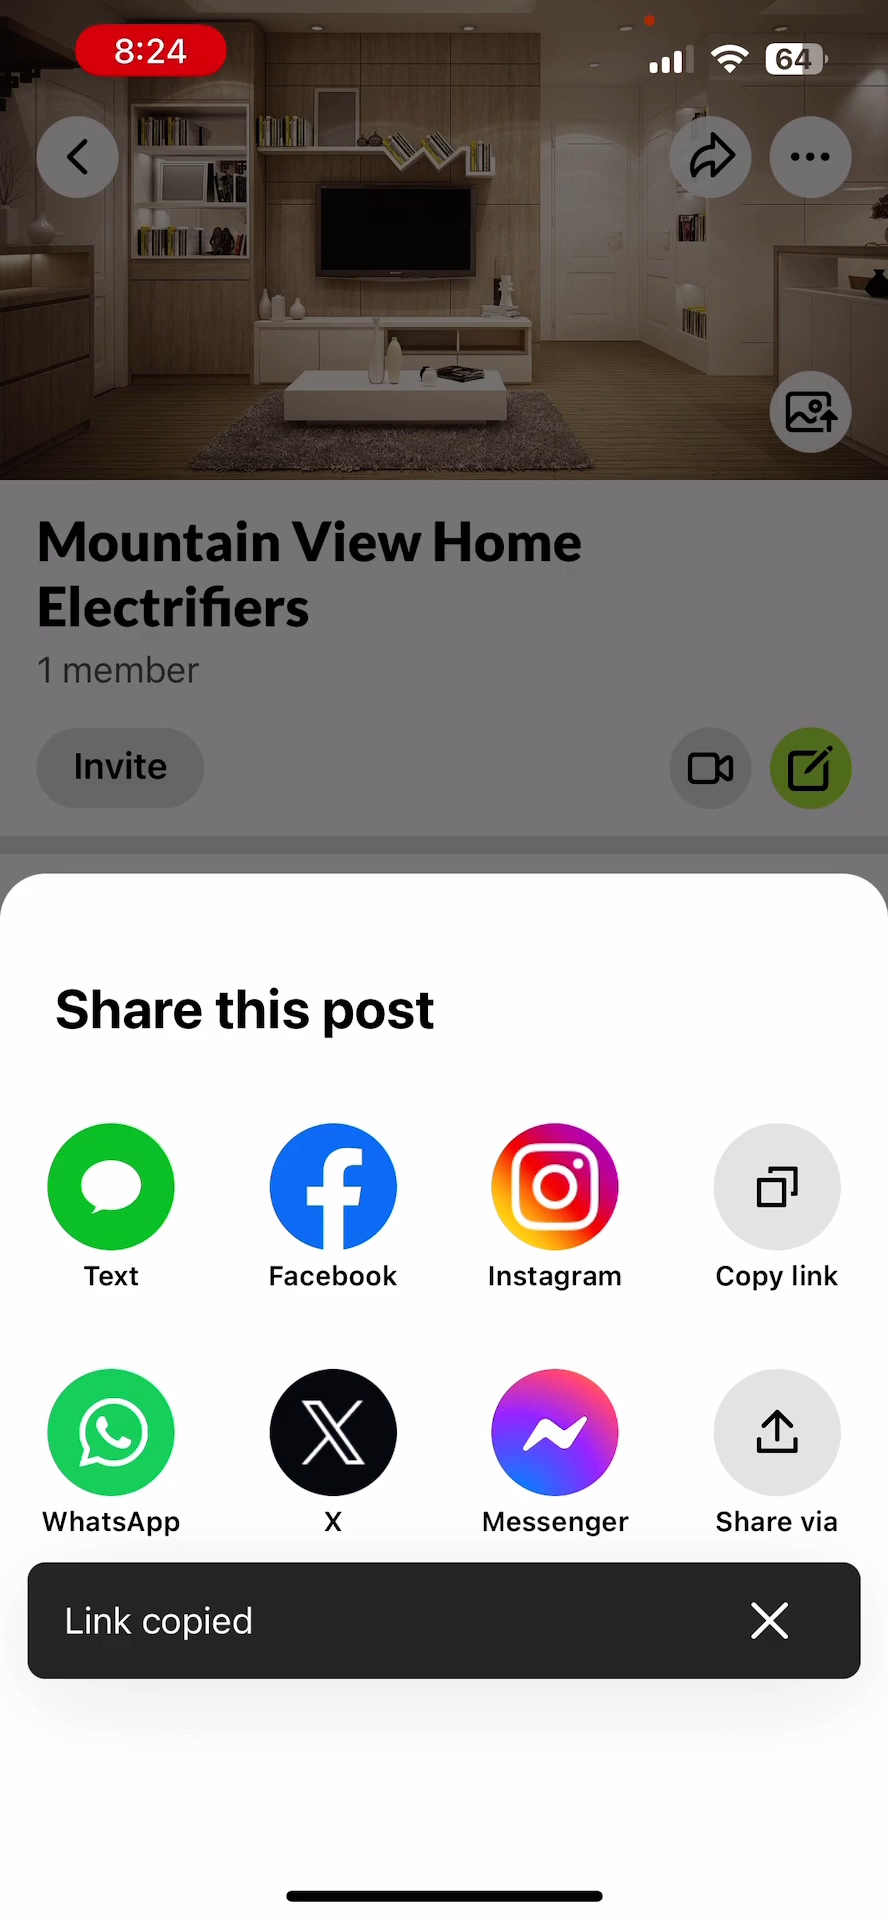 8:24
64
Mountain View Home
Electrifiers
1 member
Invite
Share this post
Text
Facebook
Instagram
Copy link
WhatsApp
X
Messenger
Share via
Link copied